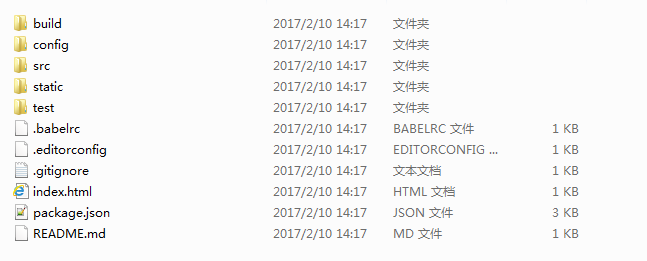 build 2017/2/10 14:17 文件夹
config 2017/2/10 14:17 文件夹
src 2017/2/10 14:17 文件夹
static 2017/2/10 14:17 文件夹
test 2017/2/10 14:17 文件夹
.babelrc 2017/2/10 14:17 BABELRC 文件 1 KB
.editorconfig 2017/2/10 14:17 EDITORCONFIG ... 1 KB
.gitignore 2017/2/10 14:17 文本文档 1 KB
index.html 2017/2/10 14:17 HTML 文档 1 KB
package.json 2017/2/10 14:17 JSON 文件 3 KB
README.md 2017/2/10 14:17 MD 文件 1 KB